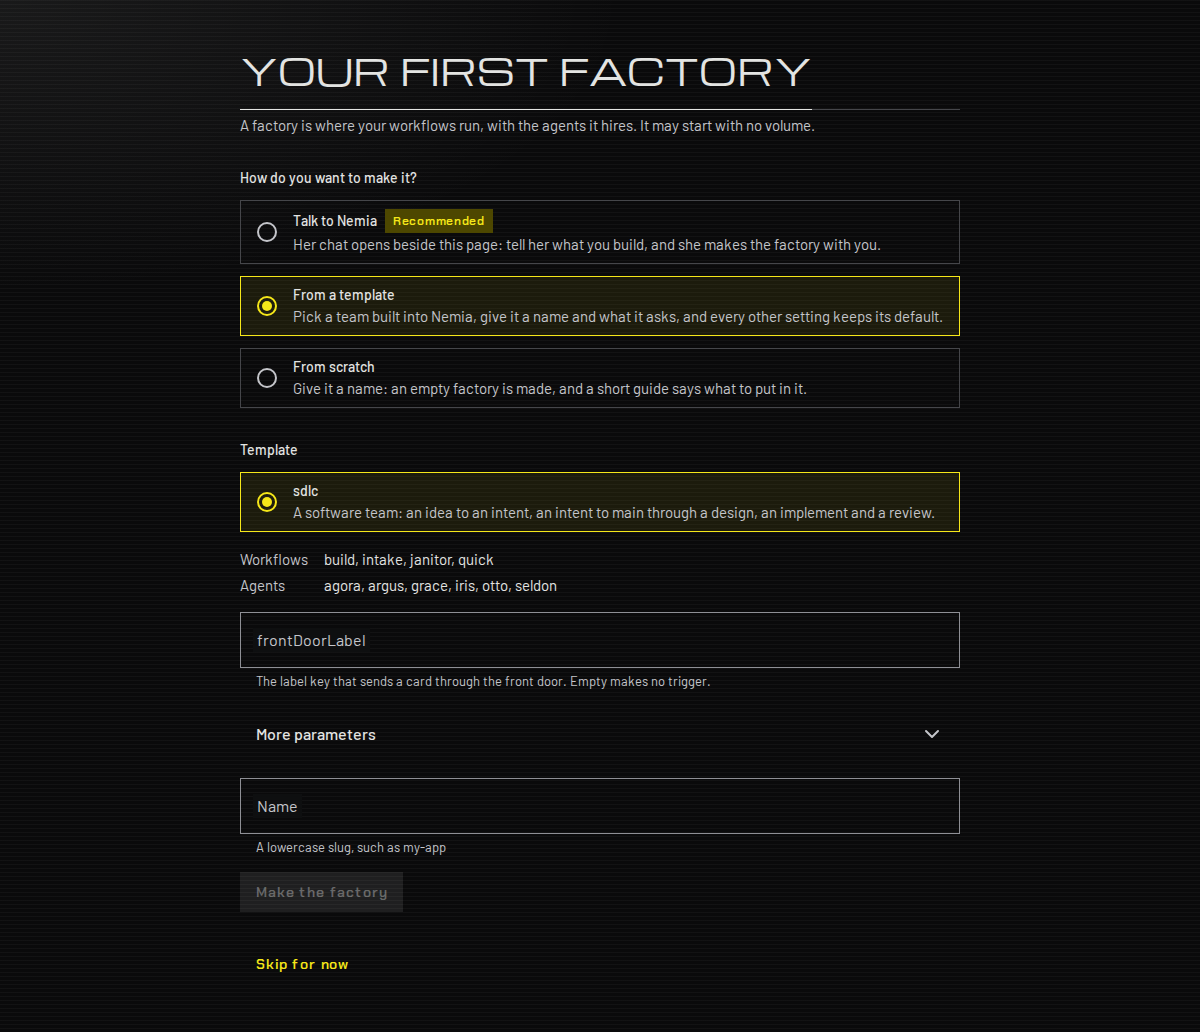 YOUR FIRST FACTORY
A factory is where your workflows run, with the agents it hires. It may start with no volume.
How do you want to make it?
Talk to Nemia Recommended
Her chat opens beside this page: tell her what you build, and she makes the factory with you.
From a template
Pick a team built into Nemia, give it a name and what it asks, and every other setting keeps its default.
From scratch
Give it a name: an empty factory is made, and a short guide says what to put in it.
Template
sdlc
A software team: an idea to an intent, an intent to main through a design, an implement and a review.
Workflows build, intake, janitor, quick
Agents agora, argus, grace, iris, otto, seldon
frontDoorLabel
The label key that sends a card through the front door. Empty makes no trigger.
More parameters
Name
A lowercase slug, such as my-app
Make the factory
Skip for now